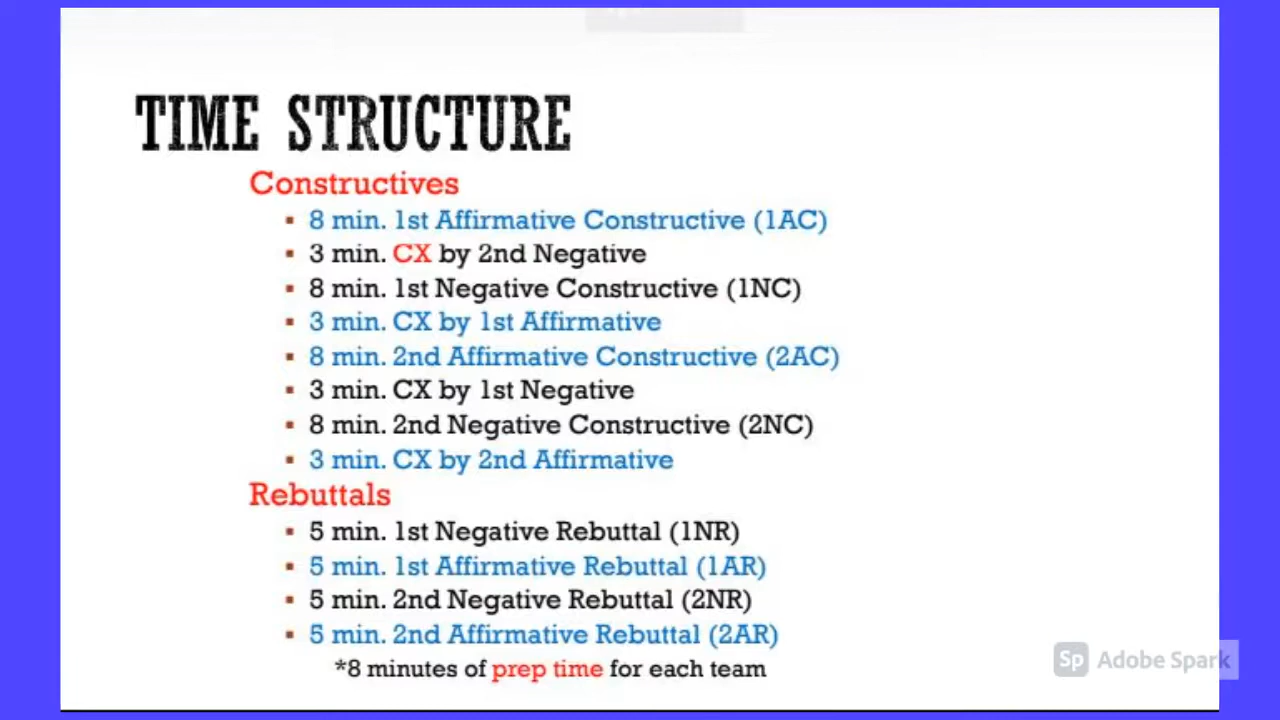 TIME STRUCTURE
Constructives
▪ 8 min. 1st Affirmative Constructive (1AC)
▪ 3 min. CX by 2nd Negative
▪ 8 min. 1st Negative Constructive (1NC)
▪ 3 min. CX by 1st Affirmative
▪ 8 min. 2nd Affirmative Constructive (2AC)
▪ 3 min. CX by 1st Negative
▪ 8 min. 2nd Negative Constructive (2NC)
▪ 3 min. CX by 2nd Affirmative
Rebuttals
▪ 5 min. 1st Negative Rebuttal (1NR)
▪ 5 min. 1st Affirmative Rebuttal (1AR)
▪ 5 min. 2nd Negative Rebuttal (2NR)
▪ 5 min. 2nd Affirmative Rebuttal (2AR)
*8 minutes of prep time for each team
Sp Adobe Spark